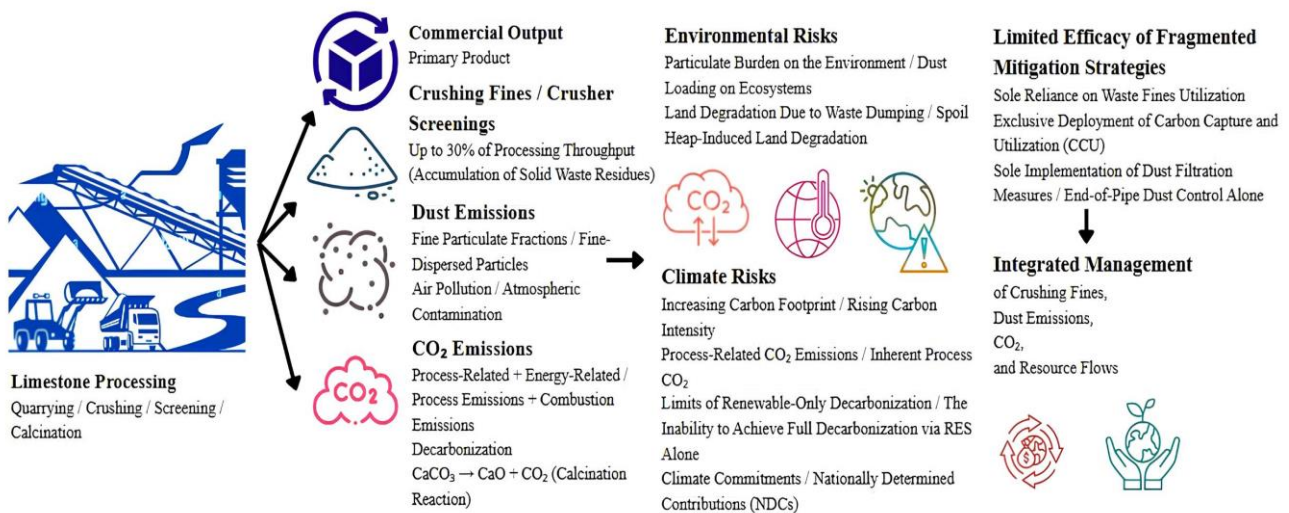 Limestone Processing
Quarrying / Crushing / Screening /
Calcination
Commercial Output
Primary Product
Crushing Fines / Crusher
Screenings
Up to 30% of Processing Throughput
(Accumulation of Solid Waste Residues)
Dust Emissions
Fine Particulate Fractions / Fine-
Dispersed Particles
Air Pollution / Atmospheric
Contamination
CO₂
CO₂ Emissions
Process-Related + Energy-Related /
Process Emissions + Combustion
Emissions
Decarbonization
CaCO₃ → CaO + CO₂ (Calcination
Reaction)
Environmental Risks
Particulate Burden on the Environment / Dust
Loading on Ecosystems
Land Degradation Due to Waste Dumping / Spoil
Heap-Induced Land Degradation
CO₂
Climate Risks
Increasing Carbon Footprint / Rising Carbon
Intensity
Process-Related CO₂ Emissions / Inherent Process
CO₂
Limits of Renewable-Only Decarbonization / The
Inability to Achieve Full Decarbonization via RES
Alone
Climate Commitments / Nationally Determined
Contributions (NDCs)
Limited Efficacy of Fragmented
Mitigation Strategies
Sole Reliance on Waste Fines Utilization
Exclusive Deployment of Carbon Capture and
Utilization (CCU)
Sole Implementation of Dust Filtration
Measures / End-of-Pipe Dust Control Alone
Integrated Management
of Crushing Fines,
Dust Emissions,
CO₂,
and Resource Flows
$